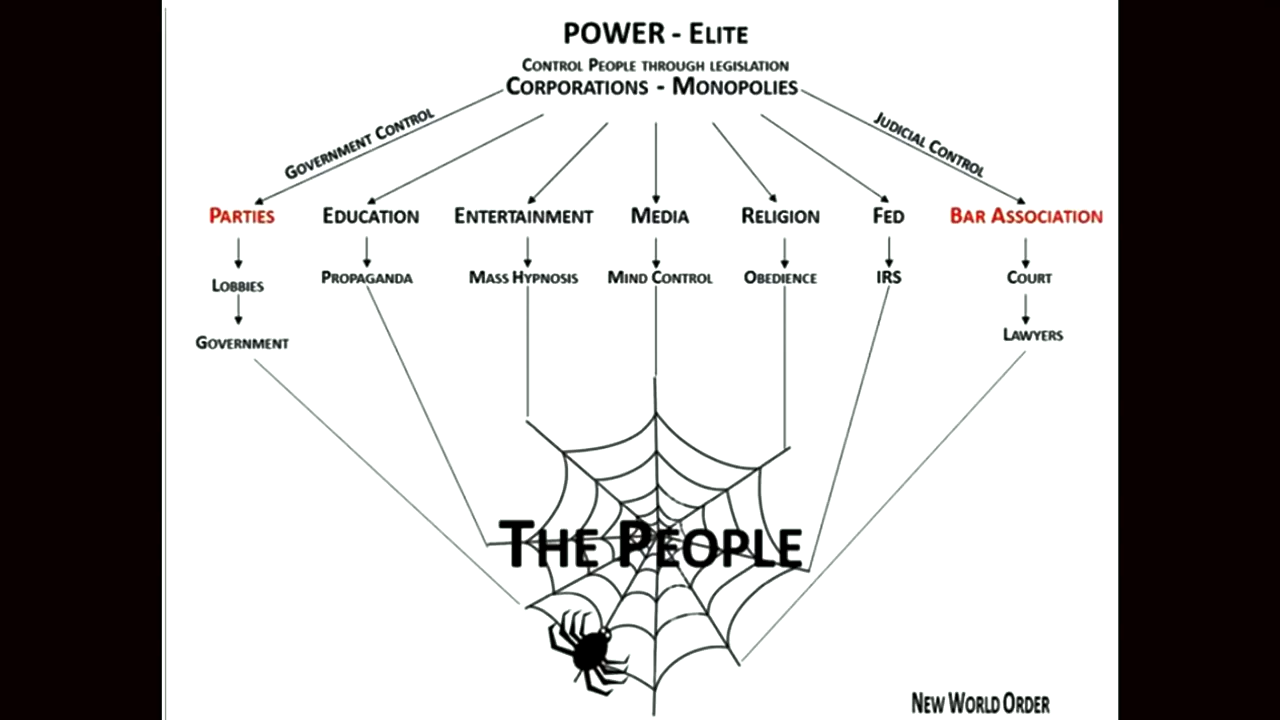 POWER - ELITE
CONTROL PEOPLE THROUGH LEGISLATION
CORPORATIONS - MONOPOLIES
GOVERNMENT CONTROL
JUDICIAL CONTROL
PARTIES
EDUCATION
ENTERTAINMENT
MEDIA
RELIGION
FED
BAR ASSOCIATION
LOBBIES
PROPAGANDA
MASS HYPNOSIS
MIND CONTROL
OBEDIENCE
IRS
COURT
GOVERNMENT
LAWYERS
THE PEOPLE
NEW WORLD ORDER